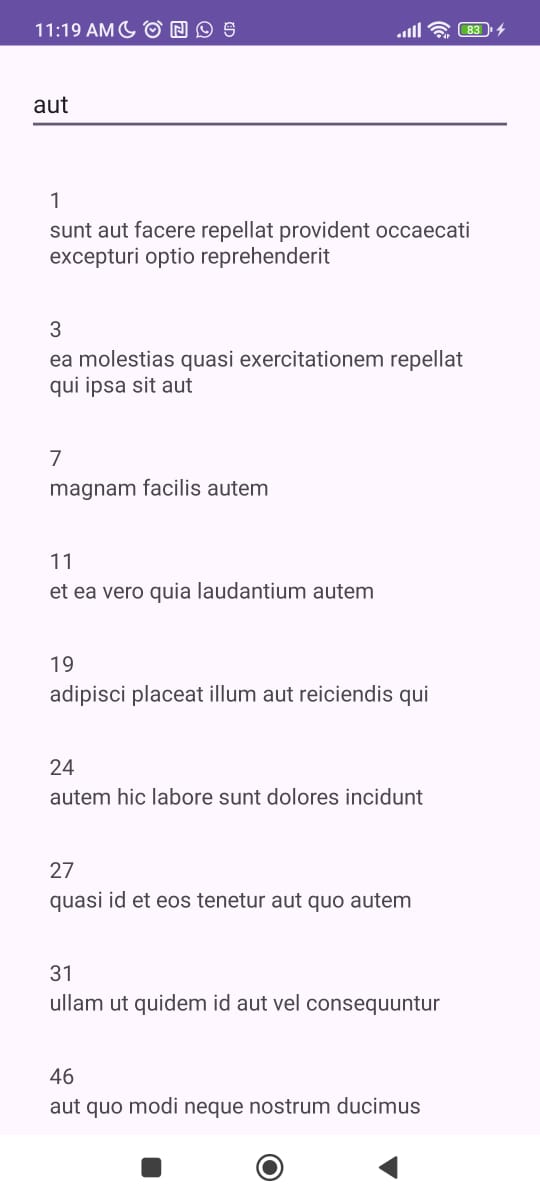 11:19 AM
83
aut
1
sunt aut facere repellat provident occaecati
excepturi optio reprehenderit
3
ea molestias quasi exercitationem repellat
qui ipsa sit aut
7
magnam facilis autem
11
et ea vero quia laudantium autem
19
adipisci placeat illum aut reiciendis qui
24
autem hic labore sunt dolores incidunt
27
quasi id et eos tenetur aut quo autem
31
ullam ut quidem id aut vel consequuntur
46
aut quo modi neque nostrum ducimus